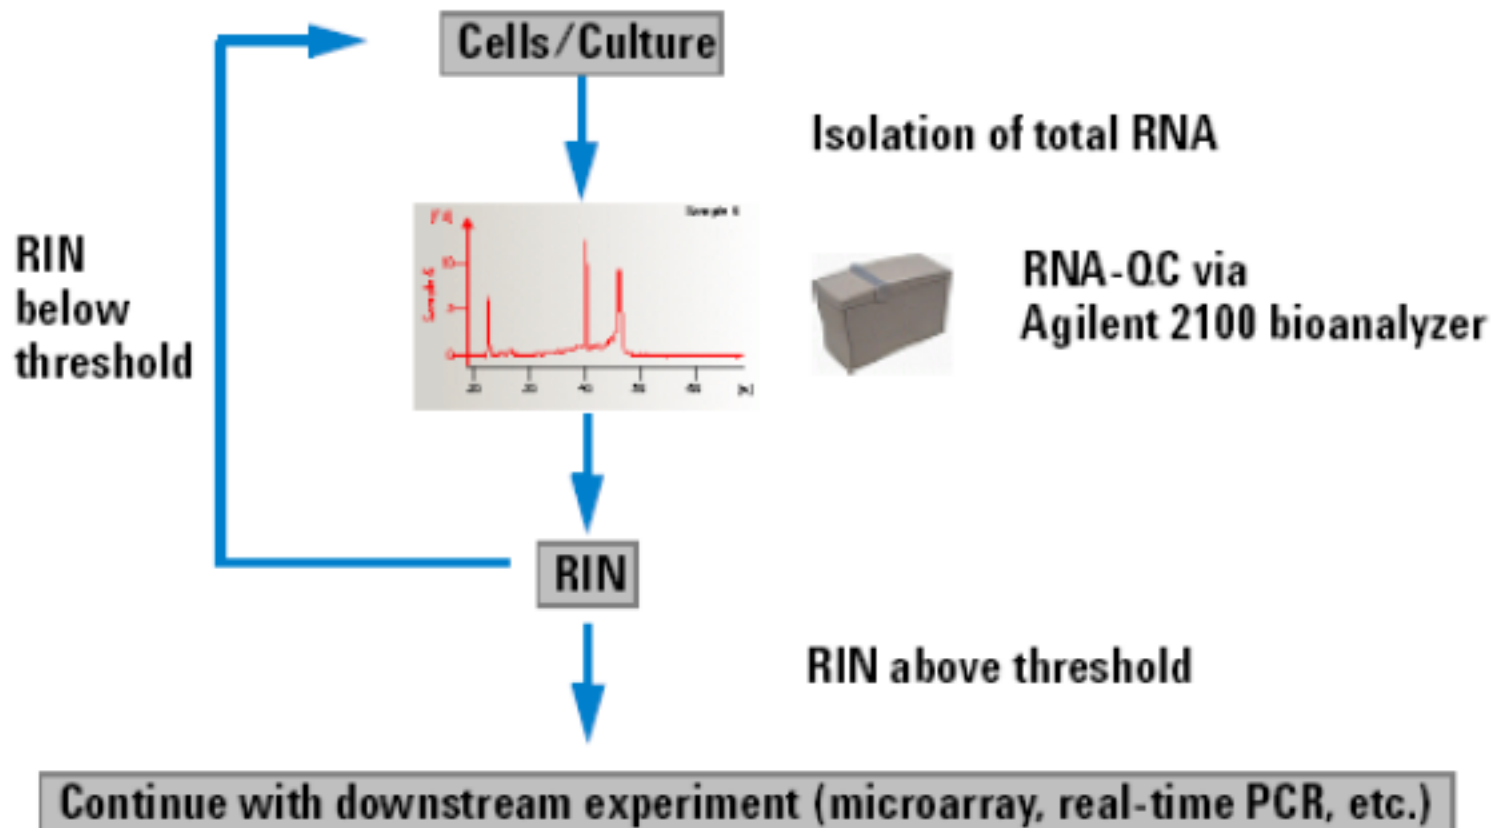 Cells/Culture
Isolation of total RNA
RIN
below
threshold
RNA-QC via
Agilent 2100 bioanalyzer
RIN
RIN above threshold
Continue with downstream experiment (microarray, real-time PCR, etc.)